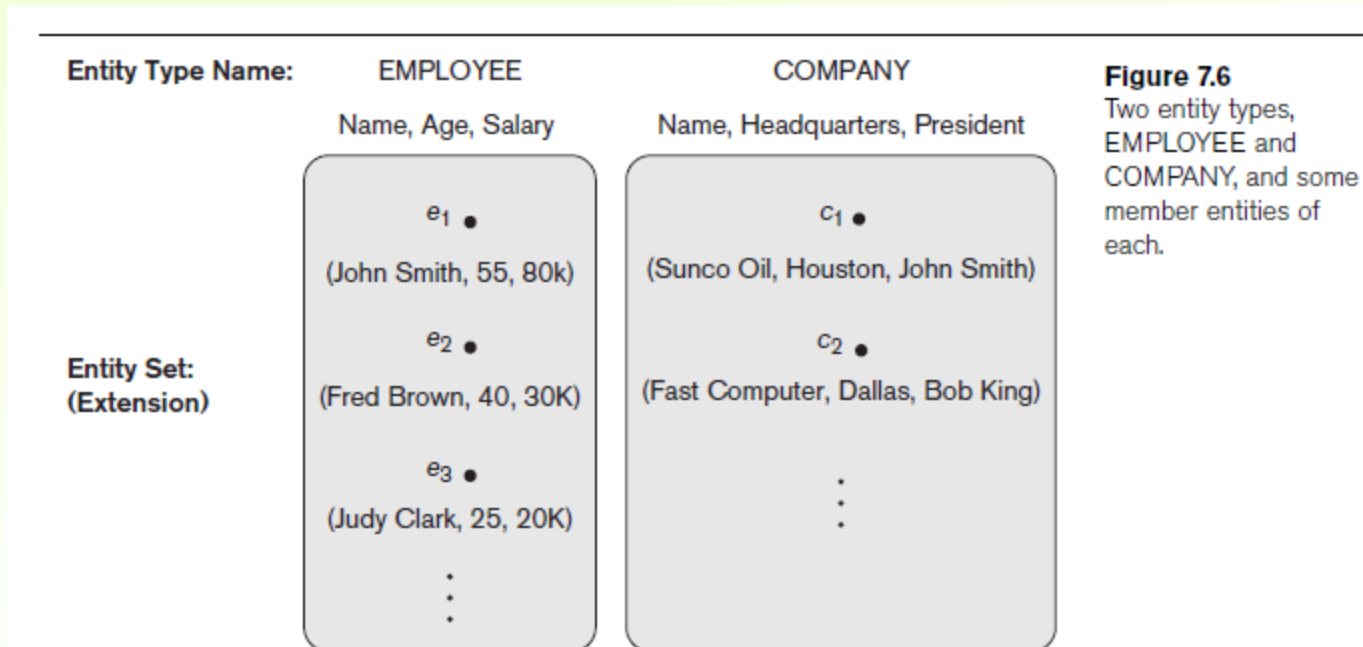 Entity Type Name:
EMPLOYEE
COMPANY
Name, Age, Salary
Name, Headquarters, President
e1
(John Smith, 55, 80k)
e2
(Fred Brown, 40, 30K)
e3
(Judy Clark, 25, 20K)
c1
(Sunco Oil, Houston, John Smith)
c2
(Fast Computer, Dallas, Bob King)
Entity Set:
(Extension)
Figure 7.6
Two entity types,
EMPLOYEE and
COMPANY, and some
member entities of
each.